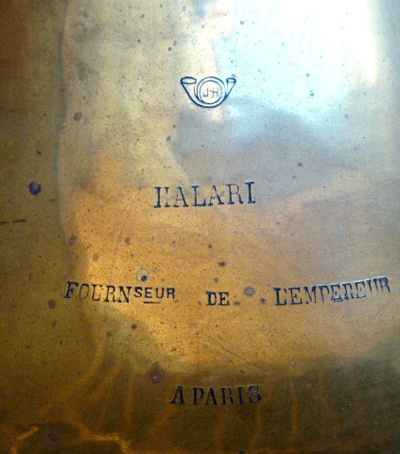 J-H
HALARI
FOURNSEUR DE L'EMPEREUR
A PARIS